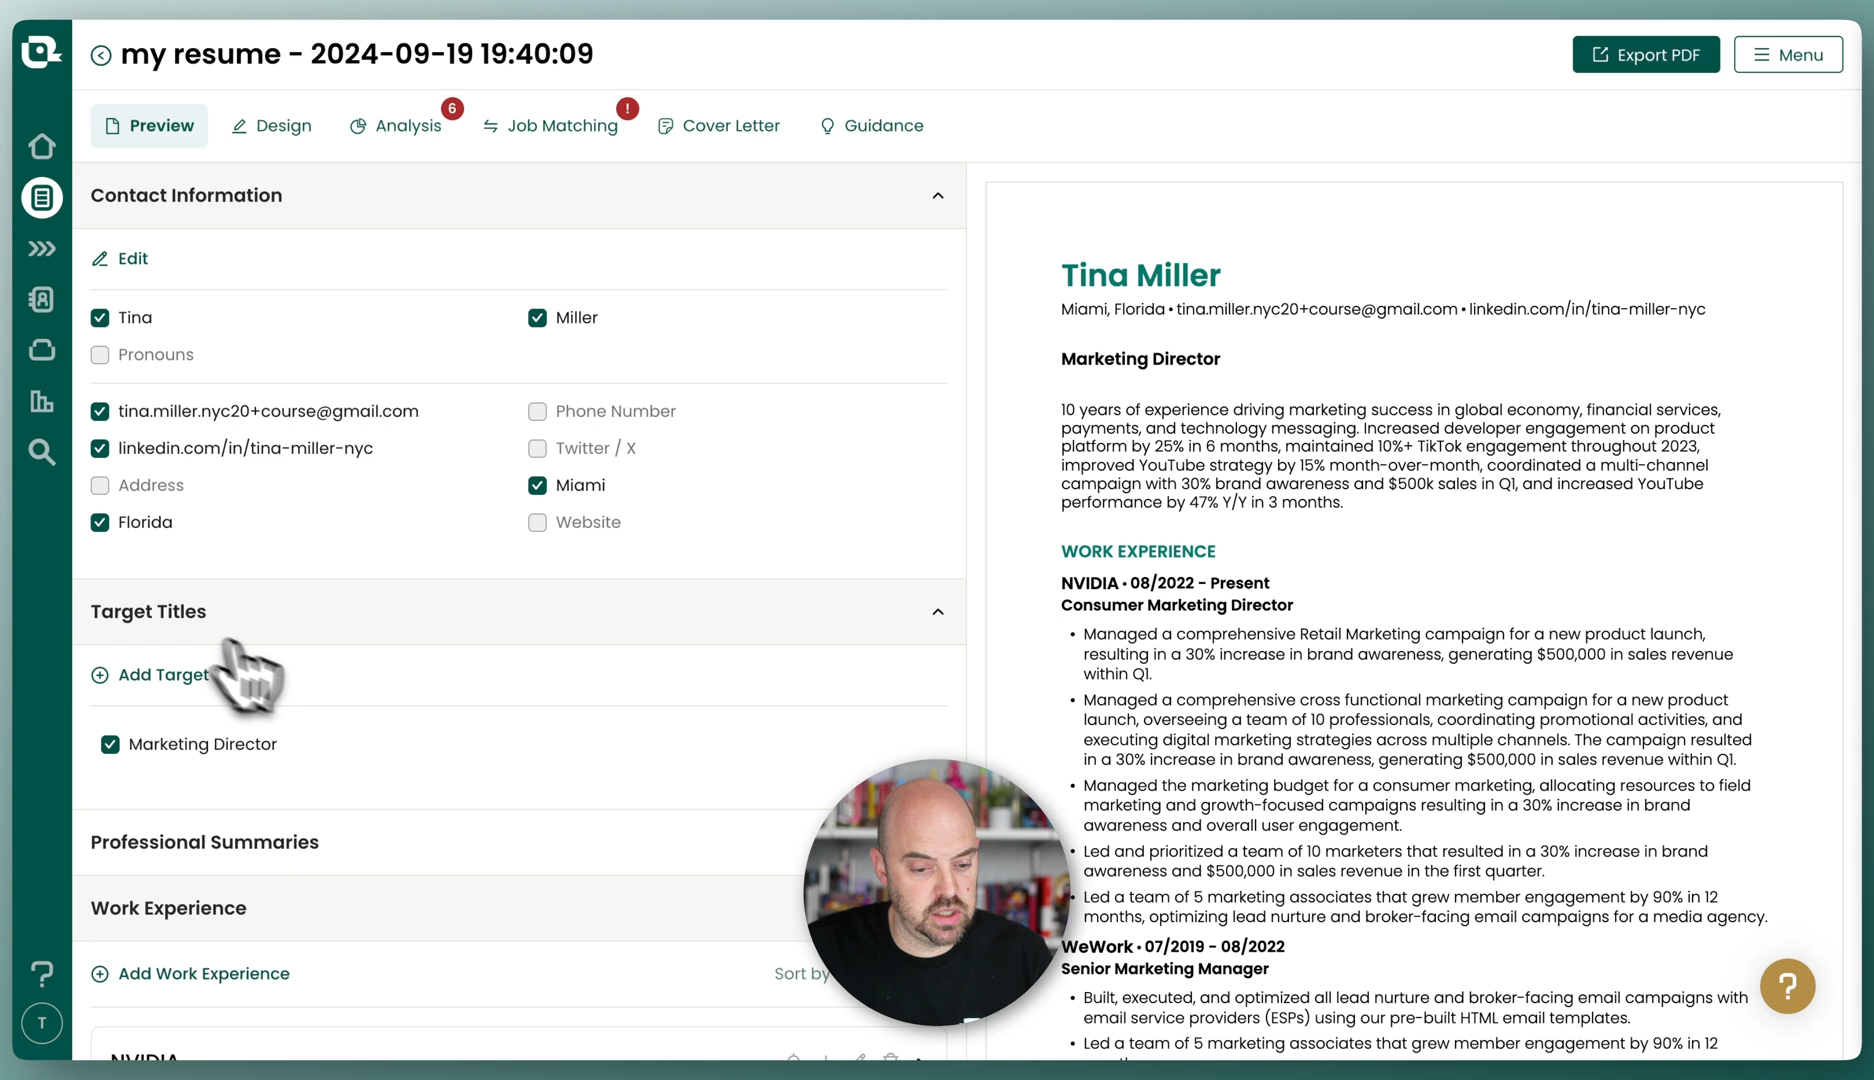 my resume - 2024-09-19 19:40:09
Export PDF
Menu
Preview
Design
Analysis
6
Job Matching
!
Cover Letter
Guidance
Contact Information
Edit
Tina
Miller
Pronouns
tina.miller.nyc20+course@gmail.com
Phone Number
linkedin.com/in/tina-miller-nyc
Twitter / X
Address
Miami
Florida
Website
Target Titles
Add Target
Marketing Director
Professional Summaries
Work Experience
Add Work Experience
Sort by
NVIDIA
T
Tina Miller
Miami, Florida • tina.miller.nyc20+course@gmail.com • linkedin.com/in/tina-miller-nyc
Marketing Director
10 years of experience driving marketing success in global economy, financial services,
payments, and technology messaging. Increased developer engagement on product
platform by 25% in 6 months, maintained 10%+ TikTok engagement throughout 2023,
improved YouTube strategy by 15% month-over-month, coordinated a multi-channel
campaign with 30% brand awareness and $500k sales in Q1, and increased YouTube
performance by 47% Y/Y in 3 months.
WORK EXPERIENCE
NVIDIA • 08/2022 - Present
Consumer Marketing Director
• Managed a comprehensive Retail Marketing campaign for a new product launch,
resulting in a 30% increase in brand awareness, generating $500,000 in sales revenue
within Q1.
• Managed a comprehensive cross functional marketing campaign for a new product
launch, overseeing a team of 10 professionals, coordinating promotional activities, and
executing digital marketing strategies across multiple channels. The campaign resulted
in a 30% increase in brand awareness, generating $500,000 in sales revenue within Q1.
• Managed the marketing budget for a consumer marketing, allocating resources to field
marketing and growth-focused campaigns resulting in a 30% increase in brand
awareness and overall user engagement.
• Led and prioritized a team of 10 marketers that resulted in a 30% increase in brand
awareness and $500,000 in sales revenue in the first quarter.
• Led a team of 5 marketing associates that grew member engagement by 90% in 12
months, optimizing lead nurture and broker-facing email campaigns for a media agency.
WeWork • 07/2019 - 08/2022
Senior Marketing Manager
• Built, executed, and optimized all lead nurture and broker-facing email campaigns with
email service providers (ESPs) using our pre-built HTML email templates.
• Led a team of 5 marketing associates that grew member engagement by 90% in 12